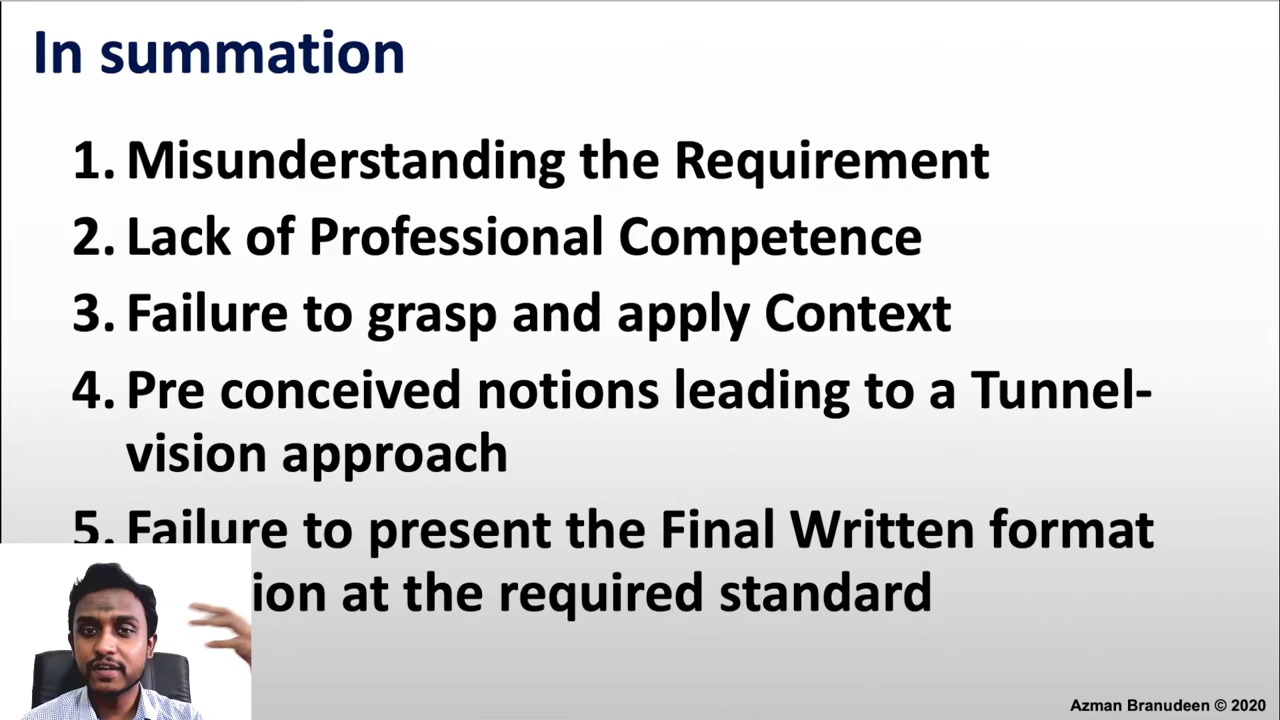 In summation
1. Misunderstanding the Requirement
2. Lack of Professional Competence
3. Failure to grasp and apply Context
4. Pre conceived notions leading to a Tunnel-
vision approach
5. Failure to present the Final Written format
at the required standard
Azman Branudeen © 2020